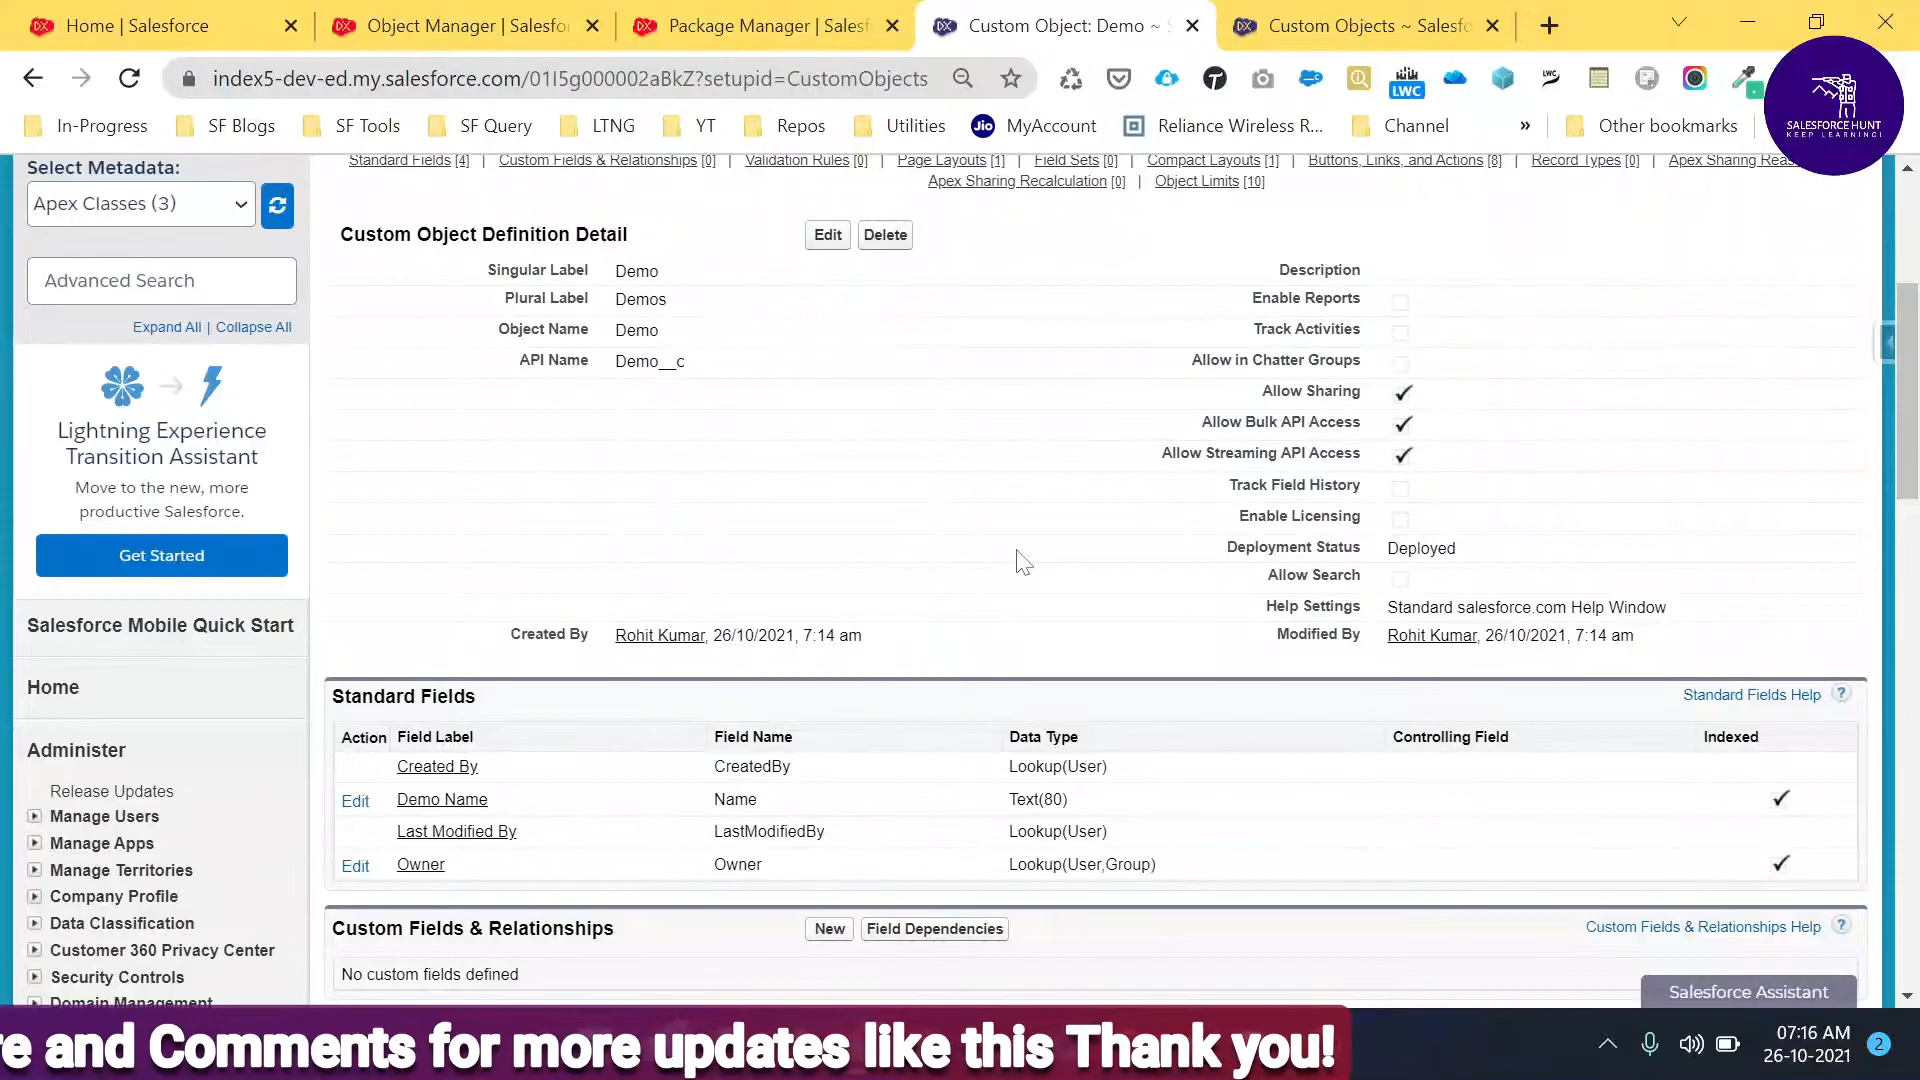 Home | Salesforce
Object Manager | Salesfo
Package Manager | Salesf
Custom Object: Demo ~ S
Custom Objects ~ Salesfo
index5-dev-ed.my.salesforce.com/01I5g000002aBkZ?setupid=CustomObjects
LWC
LWC
In-Progress
SF Blogs
SF Tools
SF Query
LTNG
YT
Repos
Utilities
Jio MyAccount
Reliance Wireless R...
Channel
»
Other bookmarks
SALESFORCE HUNT
KEEP LEARNING!
Select Metadata:
Apex Classes (3)
Advanced Search
Expand All | Collapse All
Lightning Experience
Transition Assistant
Move to the new, more
productive Salesforce.
Get Started
Salesforce Mobile Quick Start
Home
Administer
Release Updates
Manage Users
Manage Apps
Manage Territories
Company Profile
Data Classification
Customer 360 Privacy Center
Security Controls
Domain Management
Standard Fields [4] | Custom Fields & Relationships [0] | Validation Rules [0] | Page Layouts [1] | Field Sets [0] | Compact Layouts [1] | Buttons, Links, and Actions [8] | Record Types [0] | Apex Sharing Rea
Apex Sharing Recalculation [0] | Object Limits [10]
Custom Object Definition Detail Edit Delete
Singular Label Demo Description
Plural Label Demos Enable Reports
Object Name Demo Track Activities
API Name Demo__c Allow in Chatter Groups
Allow Sharing ✓
Allow Bulk API Access ✓
Allow Streaming API Access ✓
Track Field History
Enable Licensing
Deployment Status Deployed
Allow Search
Help Settings Standard salesforce.com Help Window
Created By Rohit Kumar, 26/10/2021, 7:14 am Modified By Rohit Kumar, 26/10/2021, 7:14 am
Standard Fields Standard Fields Help ?
Action Field Label Field Name Data Type Controlling Field Indexed
Created By CreatedBy Lookup(User)
Edit Demo Name Name Text(80) ✓
Last Modified By LastModifiedBy Lookup(User)
Edit Owner Owner Lookup(User,Group) ✓
Custom Fields & Relationships New Field Dependencies Custom Fields & Relationships Help ?
No custom fields defined
Salesforce Assistant
re and Comments for more updates like this Thank you!
07:16 AM
26-10-2021
2